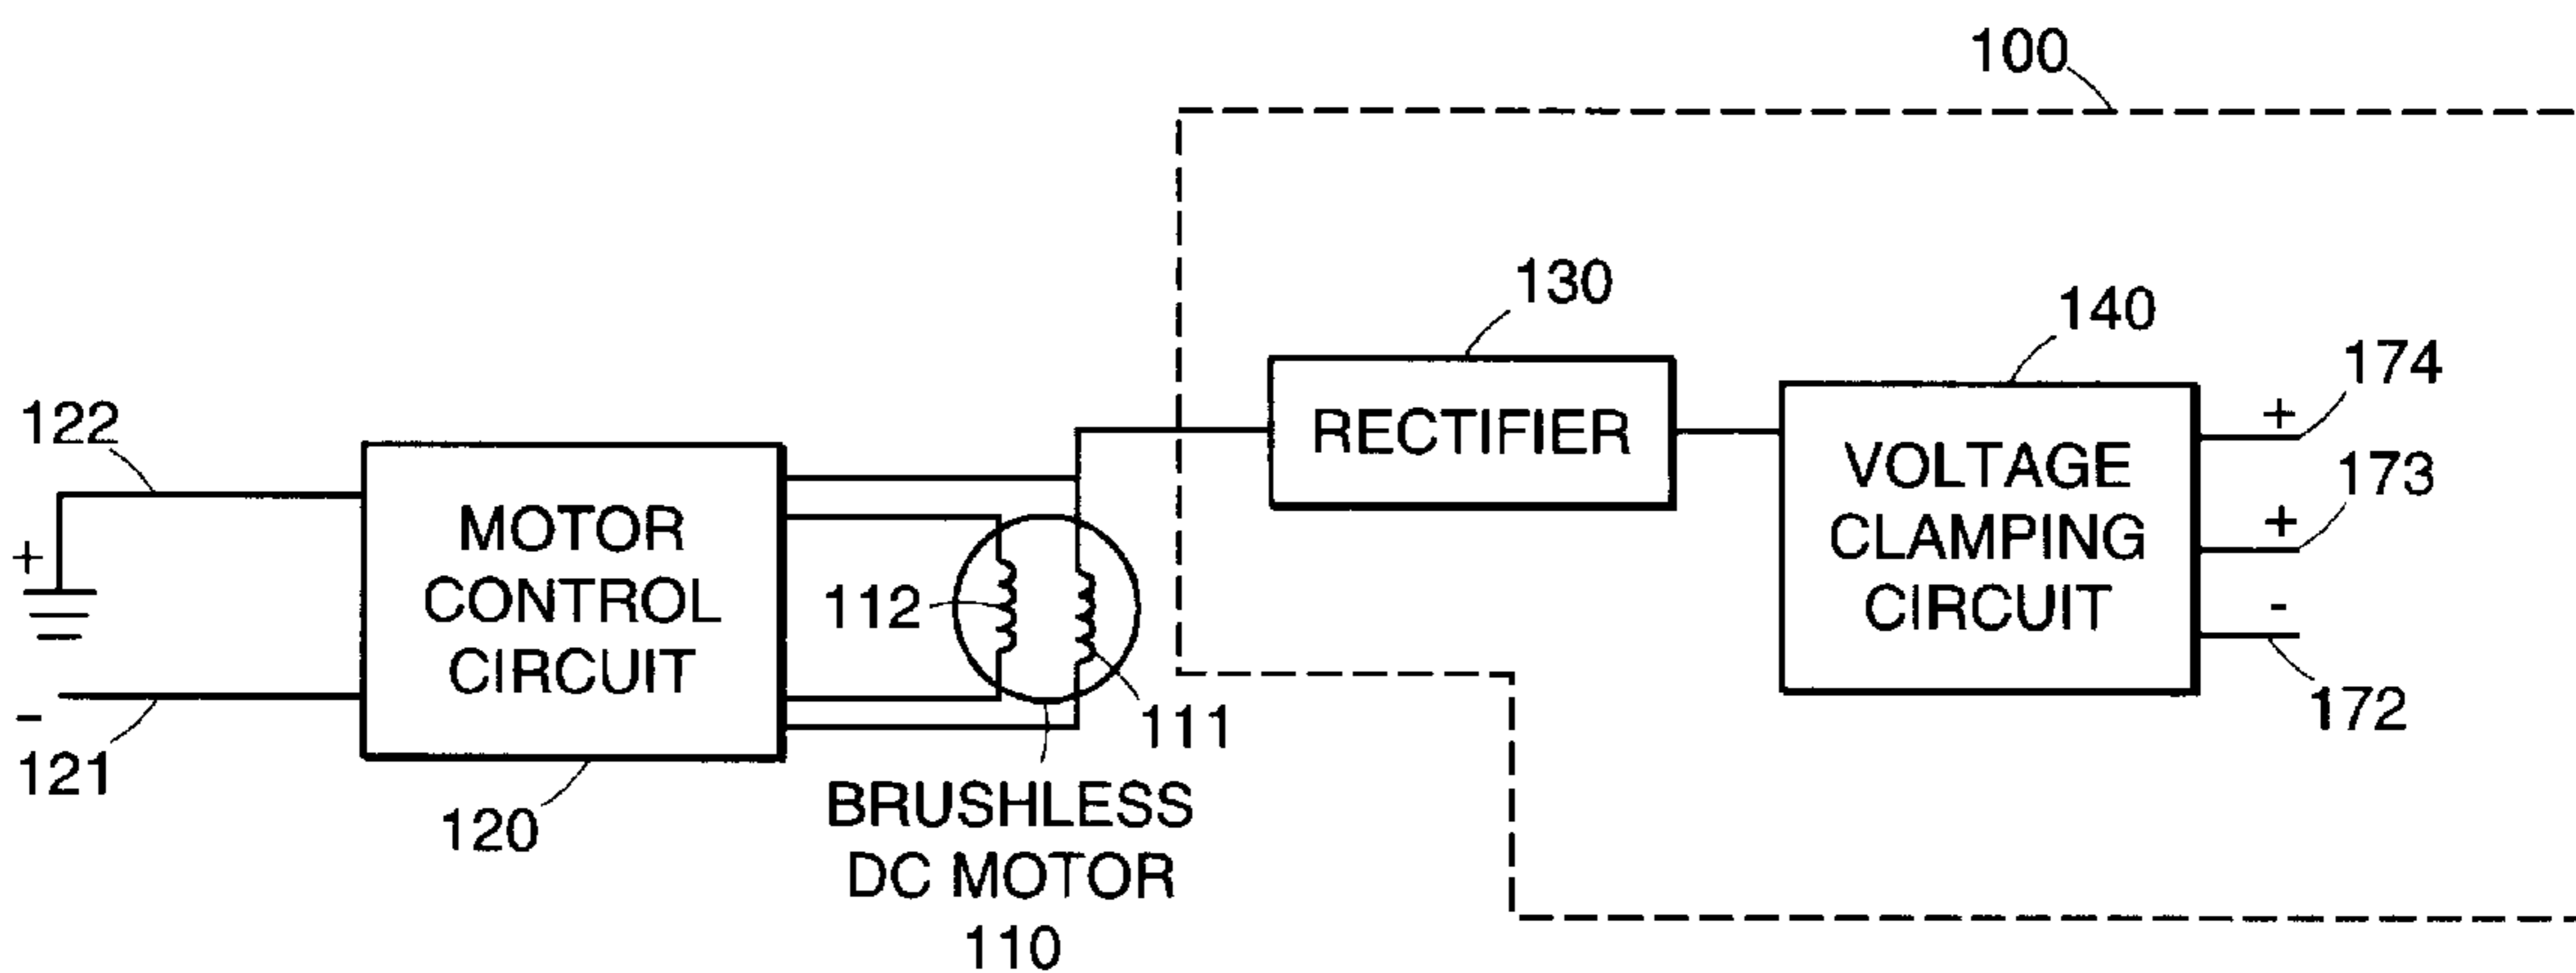 100
130
140
174
+
122
RECTIFIER
173
+
VOLTAGE
CLAMPING
CIRCUIT
+
MOTOR
CONTROL
CIRCUIT
112
-
172
-
121
111
120
BRUSHLESS
DC MOTOR
110